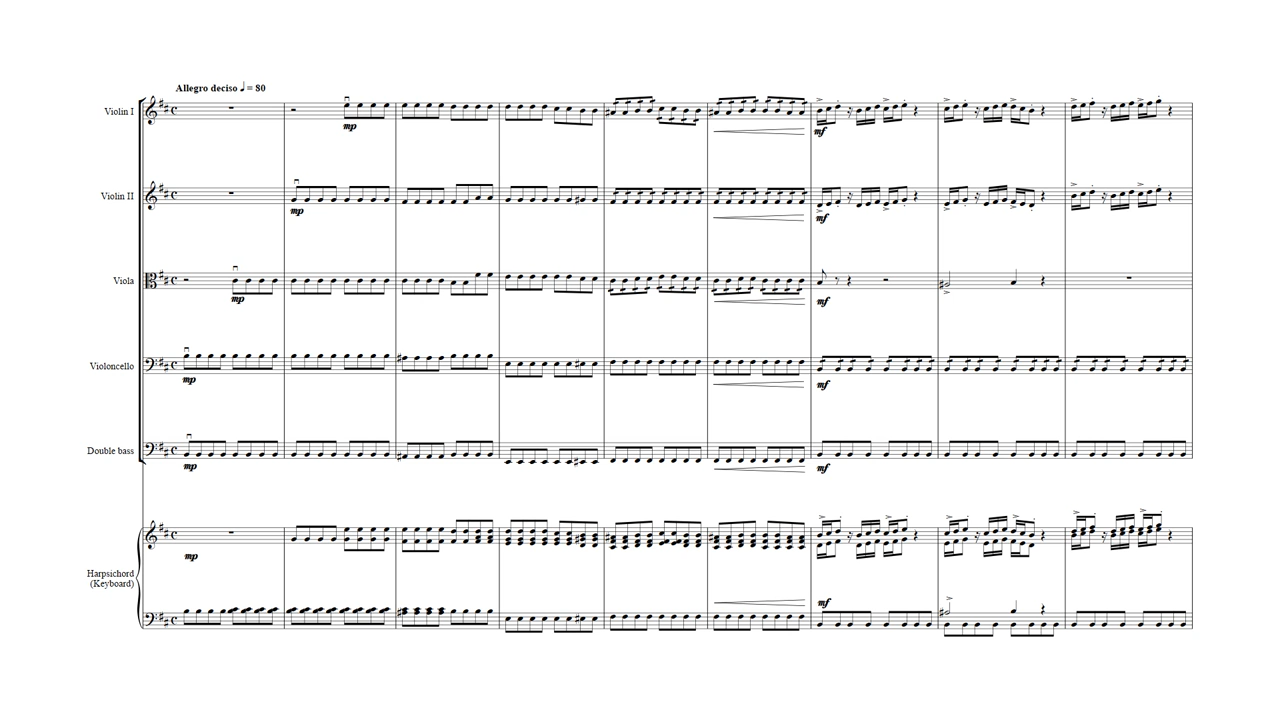 Allegro deciso ♩ = 80
Violin I
mp
mf
Violin II
mp
mf
Viola
mp
mf
Violoncello
mp
mf
Double bass
mp
mf
mp
Harpsichord
(Keyboard)
mf